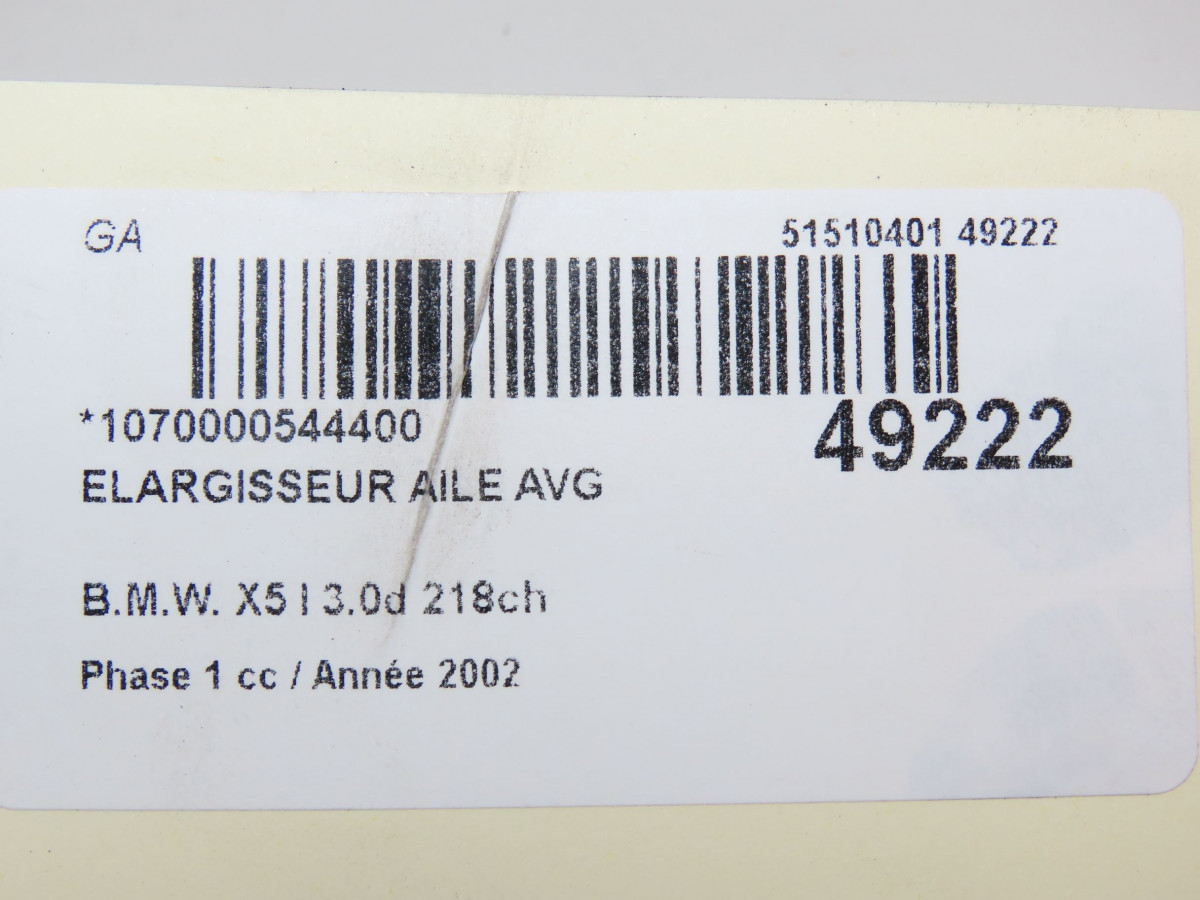 GA
51510401 49222
*1070000544400
49222
ELARGISSEUR AILE AVG
B.M.W. X5 I 3.0d 218ch
Phase 1 cc / Année 2002